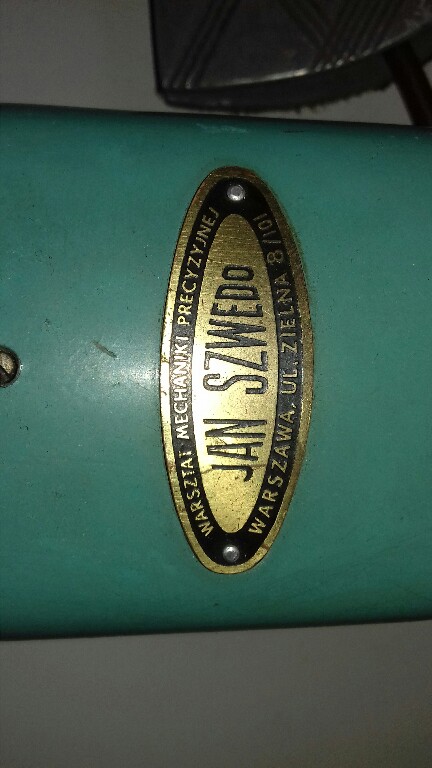 WARSZTAT MECHANIKI PRECYZYJNEJ
JAN SZWEDO
WARSZAWA, UL. ZIELNA 8/101